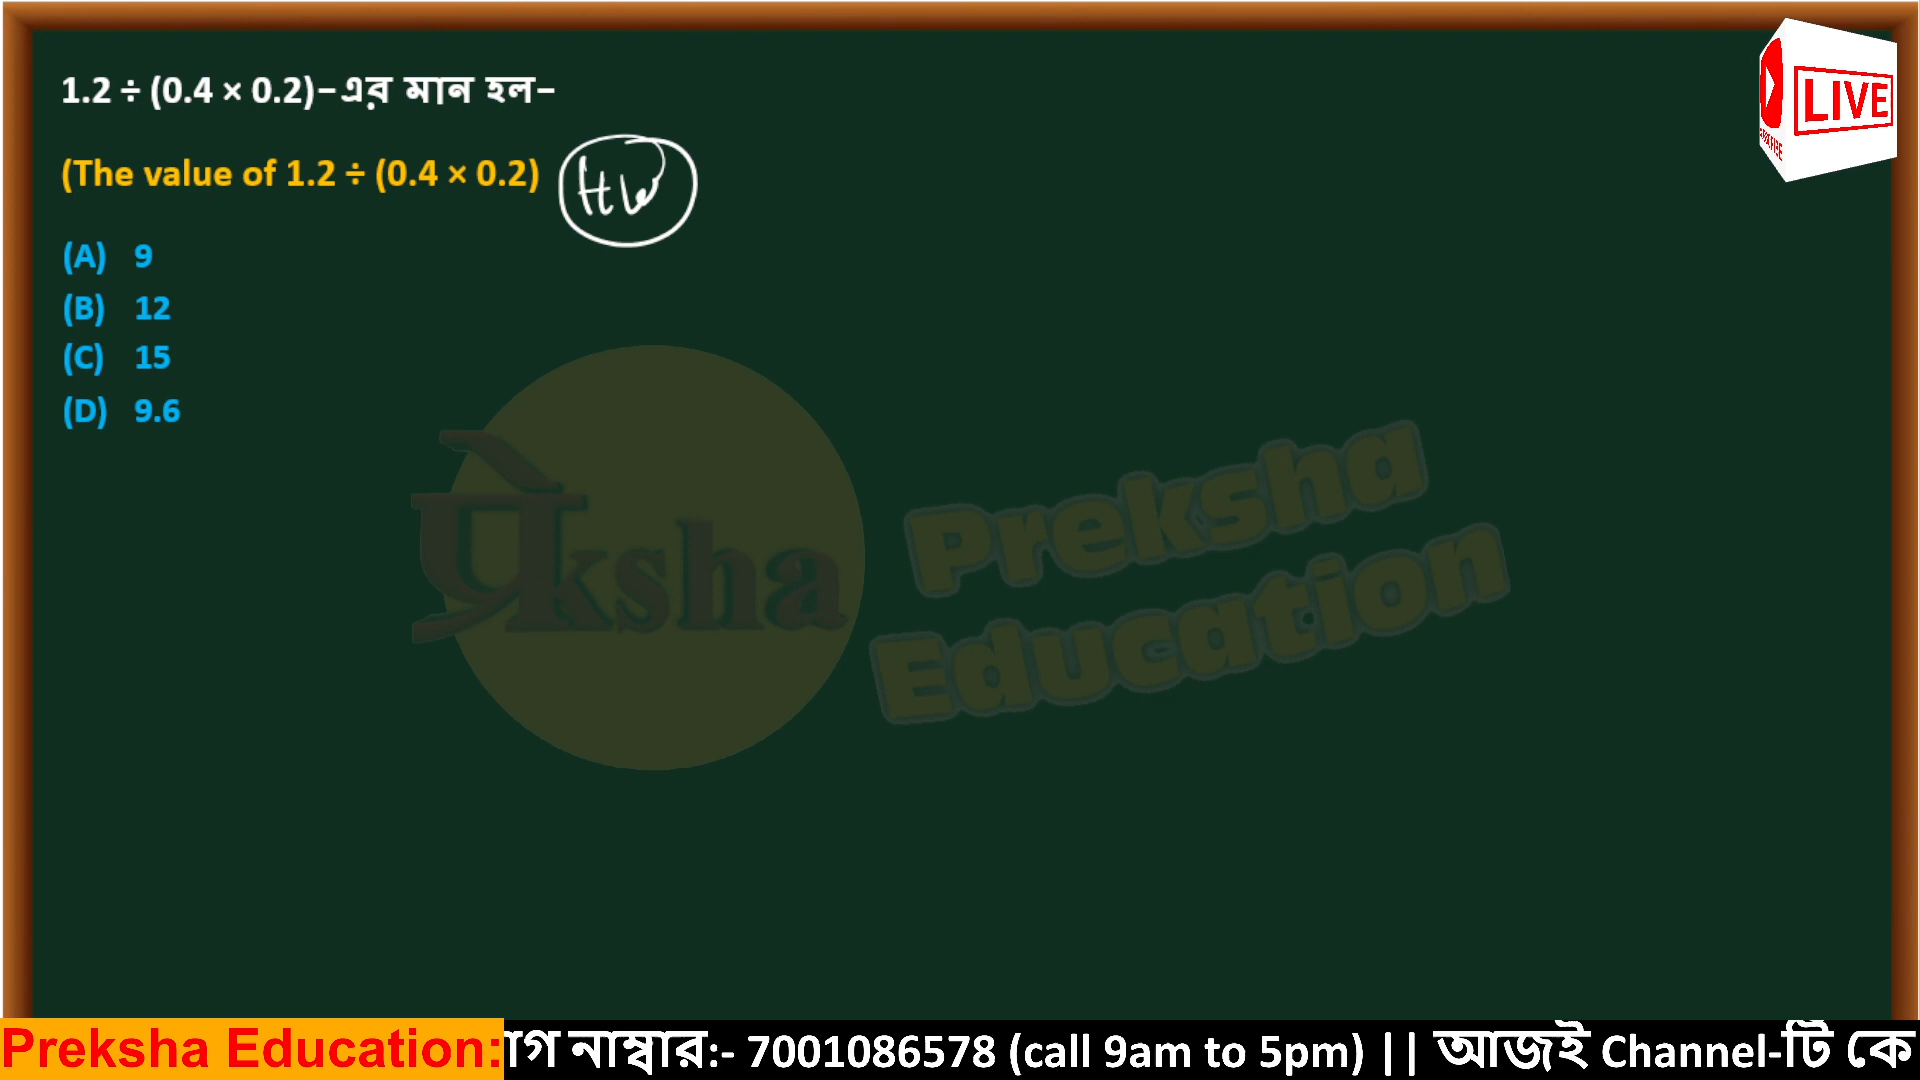 1.2 ÷ (0.4 × 0.2)−এর মান হল−
(The value of 1.2 ÷ (0.4 × 0.2)
HW
(A) 9
(B) 12
(C) 15
(D) 9.6
LIVE
प्रेksha
Preksha
Education
Preksha Education: াগ নাম্বার:- 7001086578 (call 9am to 5pm) || আজই Channel-টি কে